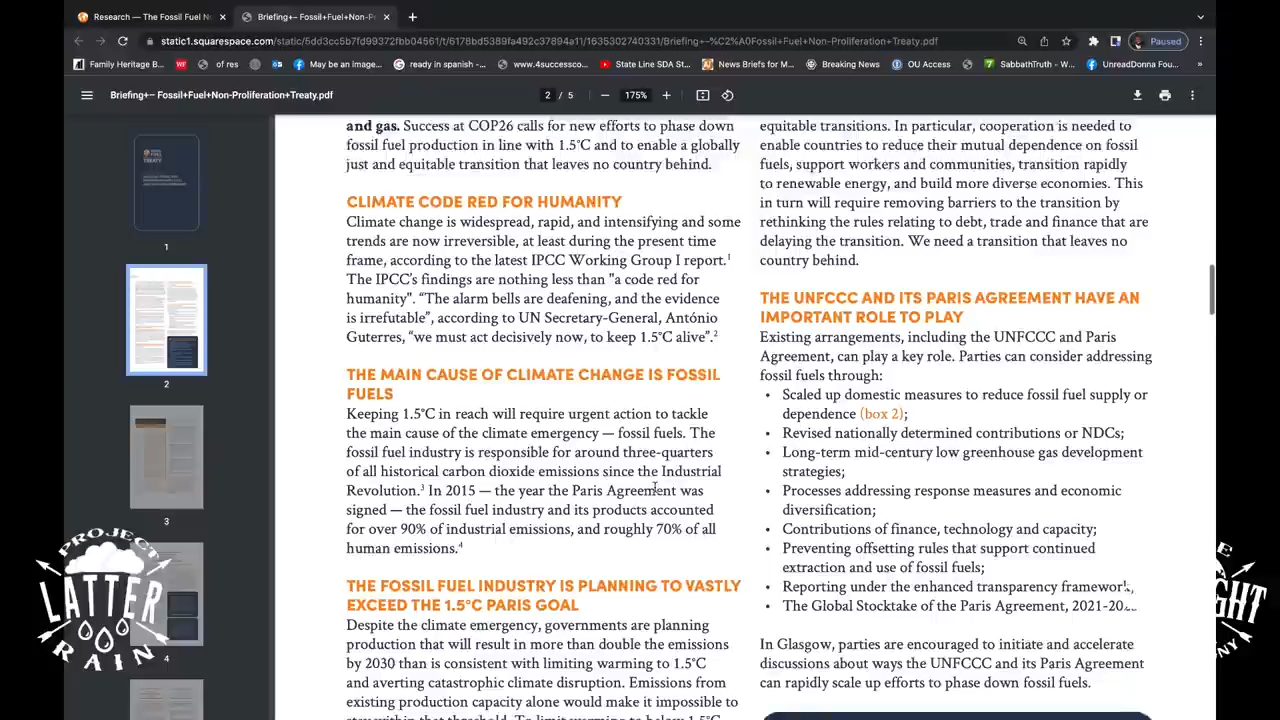 Research — The Fossil Fuel N
Briefing+– Fossil+Fuel+Non-P
static1.squarespace.com/static/5dd3cc5b7fd99372fbb04561/t/6178bd5389fa492c37894a11/1635302740331/Briefing+–%C2%A0Fossil+Fuel+Non-Proliferation+Treaty.pdf
Paused
Family Heritage B...
of res
May be an image...
ready in spanish -...
www.4successco...
State Line SDA St...
News Briefs for M...
Breaking News
OU Access
SabbathTruth - W...
UnreadDonna Fou...
Briefing+– Fossil+Fuel+Non-Proliferation+Treaty.pdf
2 / 5
175%
1
2
3
4
and gas. Success at COP26 calls for new efforts to phase down
fossil fuel production in line with 1.5°C and to enable a globally
just and equitable transition that leaves no country behind.
CLIMATE CODE RED FOR HUMANITY
Climate change is widespread, rapid, and intensifying and some
trends are now irreversible, at least during the present time
frame, according to the latest IPCC Working Group I report.1
The IPCC’s findings are nothing less than "a code red for
humanity". “The alarm bells are deafening, and the evidence
is irrefutable”, according to UN Secretary-General, António
Guterres, “we must act decisively now, to keep 1.5°C alive”.2
THE MAIN CAUSE OF CLIMATE CHANGE IS FOSSIL
FUELS
Keeping 1.5°C in reach will require urgent action to tackle
the main cause of the climate emergency — fossil fuels. The
fossil fuel industry is responsible for around three-quarters
of all historical carbon dioxide emissions since the Industrial
Revolution.3 In 2015 — the year the Paris Agreement was
signed — the fossil fuel industry and its products accounted
for over 90% of industrial emissions, and roughly 70% of all
human emissions.4
THE FOSSIL FUEL INDUSTRY IS PLANNING TO VASTLY
EXCEED THE 1.5°C PARIS GOAL
Despite the climate emergency, governments are planning
production that will result in more than double the emissions
by 2030 than is consistent with limiting warming to 1.5°C
and averting catastrophic climate disruption. Emissions from
existing production capacity alone would make it impossible to
equitable transitions. In particular, cooperation is needed to
enable countries to reduce their mutual dependence on fossil
fuels, support workers and communities, transition rapidly
to renewable energy, and build more diverse economies. This
in turn will require removing barriers to the transition by
rethinking the rules relating to debt, trade and finance that are
delaying the transition. We need a transition that leaves no
country behind.
THE UNFCCC AND ITS PARIS AGREEMENT HAVE AN
IMPORTANT ROLE TO PLAY
Existing arrangements, including the UNFCCC and Paris
Agreement, can play a key role. Parties can consider addressing
fossil fuels through:
• Scaled up domestic measures to reduce fossil fuel supply or
dependence (box 2);
• Revised nationally determined contributions or NDCs;
• Long-term mid-century low greenhouse gas development
strategies;
• Processes addressing response measures and economic
diversification;
• Contributions of finance, technology and capacity;
• Preventing offsetting rules that support continued
extraction and use of fossil fuels;
• Reporting under the enhanced transparency framework,
• The Global Stocktake of the Paris Agreement,
In Glasgow, parties are encouraged to initiate and accelerate
discussions about ways the UNFCCC and its Paris Agreement
can rapidly scale up efforts to phase down fossil fuels.
PROJECT
LATTER
RAIN